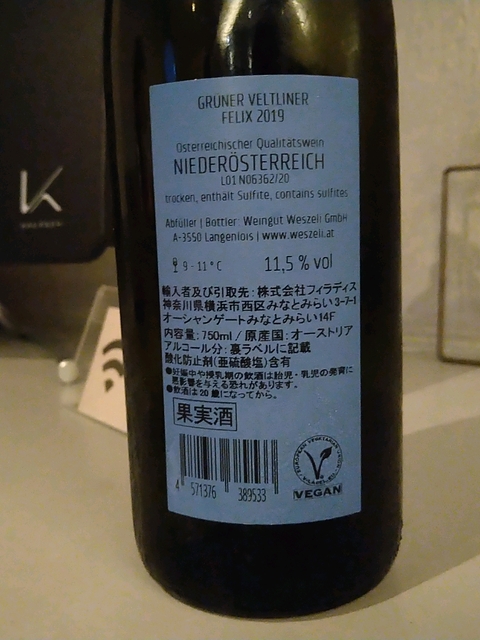 GRÜNER VELTLINER
FELIX 2019
Österreichischer Qualitätswein
NIEDERÖSTERREICH
L01 N06362/20
trocken, enthält Sulfite, contains sulfites
Abfüller | Bottler: Weingut Weszeli GmbH
A-3550 Langenlois | www.weszeli.at
9 - 11°C 11,5 % vol
輸入者及び引取先:株式会社フィラディス
神奈川県横浜市西区みなとみらい3-7-1
オーシャンゲートみなとみらい14F
内容量:750ml / 原産国:オーストリア
アルコール分:裏ラベルに記載
酸化防止剤(亜硫酸塩)含有
●妊娠中や授乳期の飲酒は胎児・乳児の発育に
悪影響を与える恐れがあります。
●飲酒は20歳になってから。
果実酒
4 571376 389533
EUROPEAN VEGETARIAN UNION
VEGAN